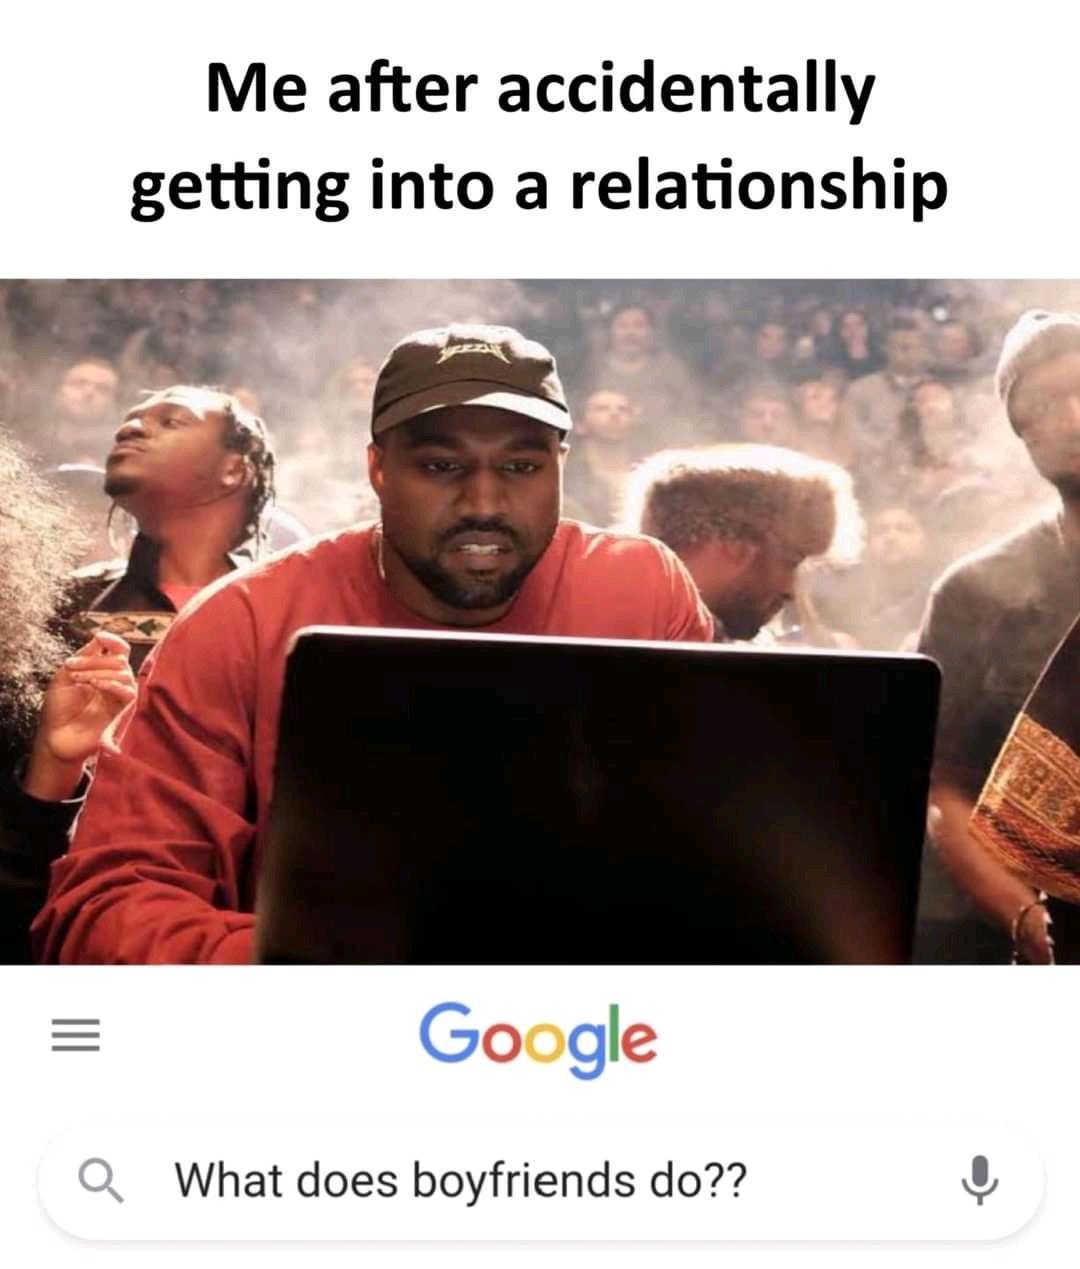 Me after accidentally
getting into a relationship
Google
What does boyfriends do??